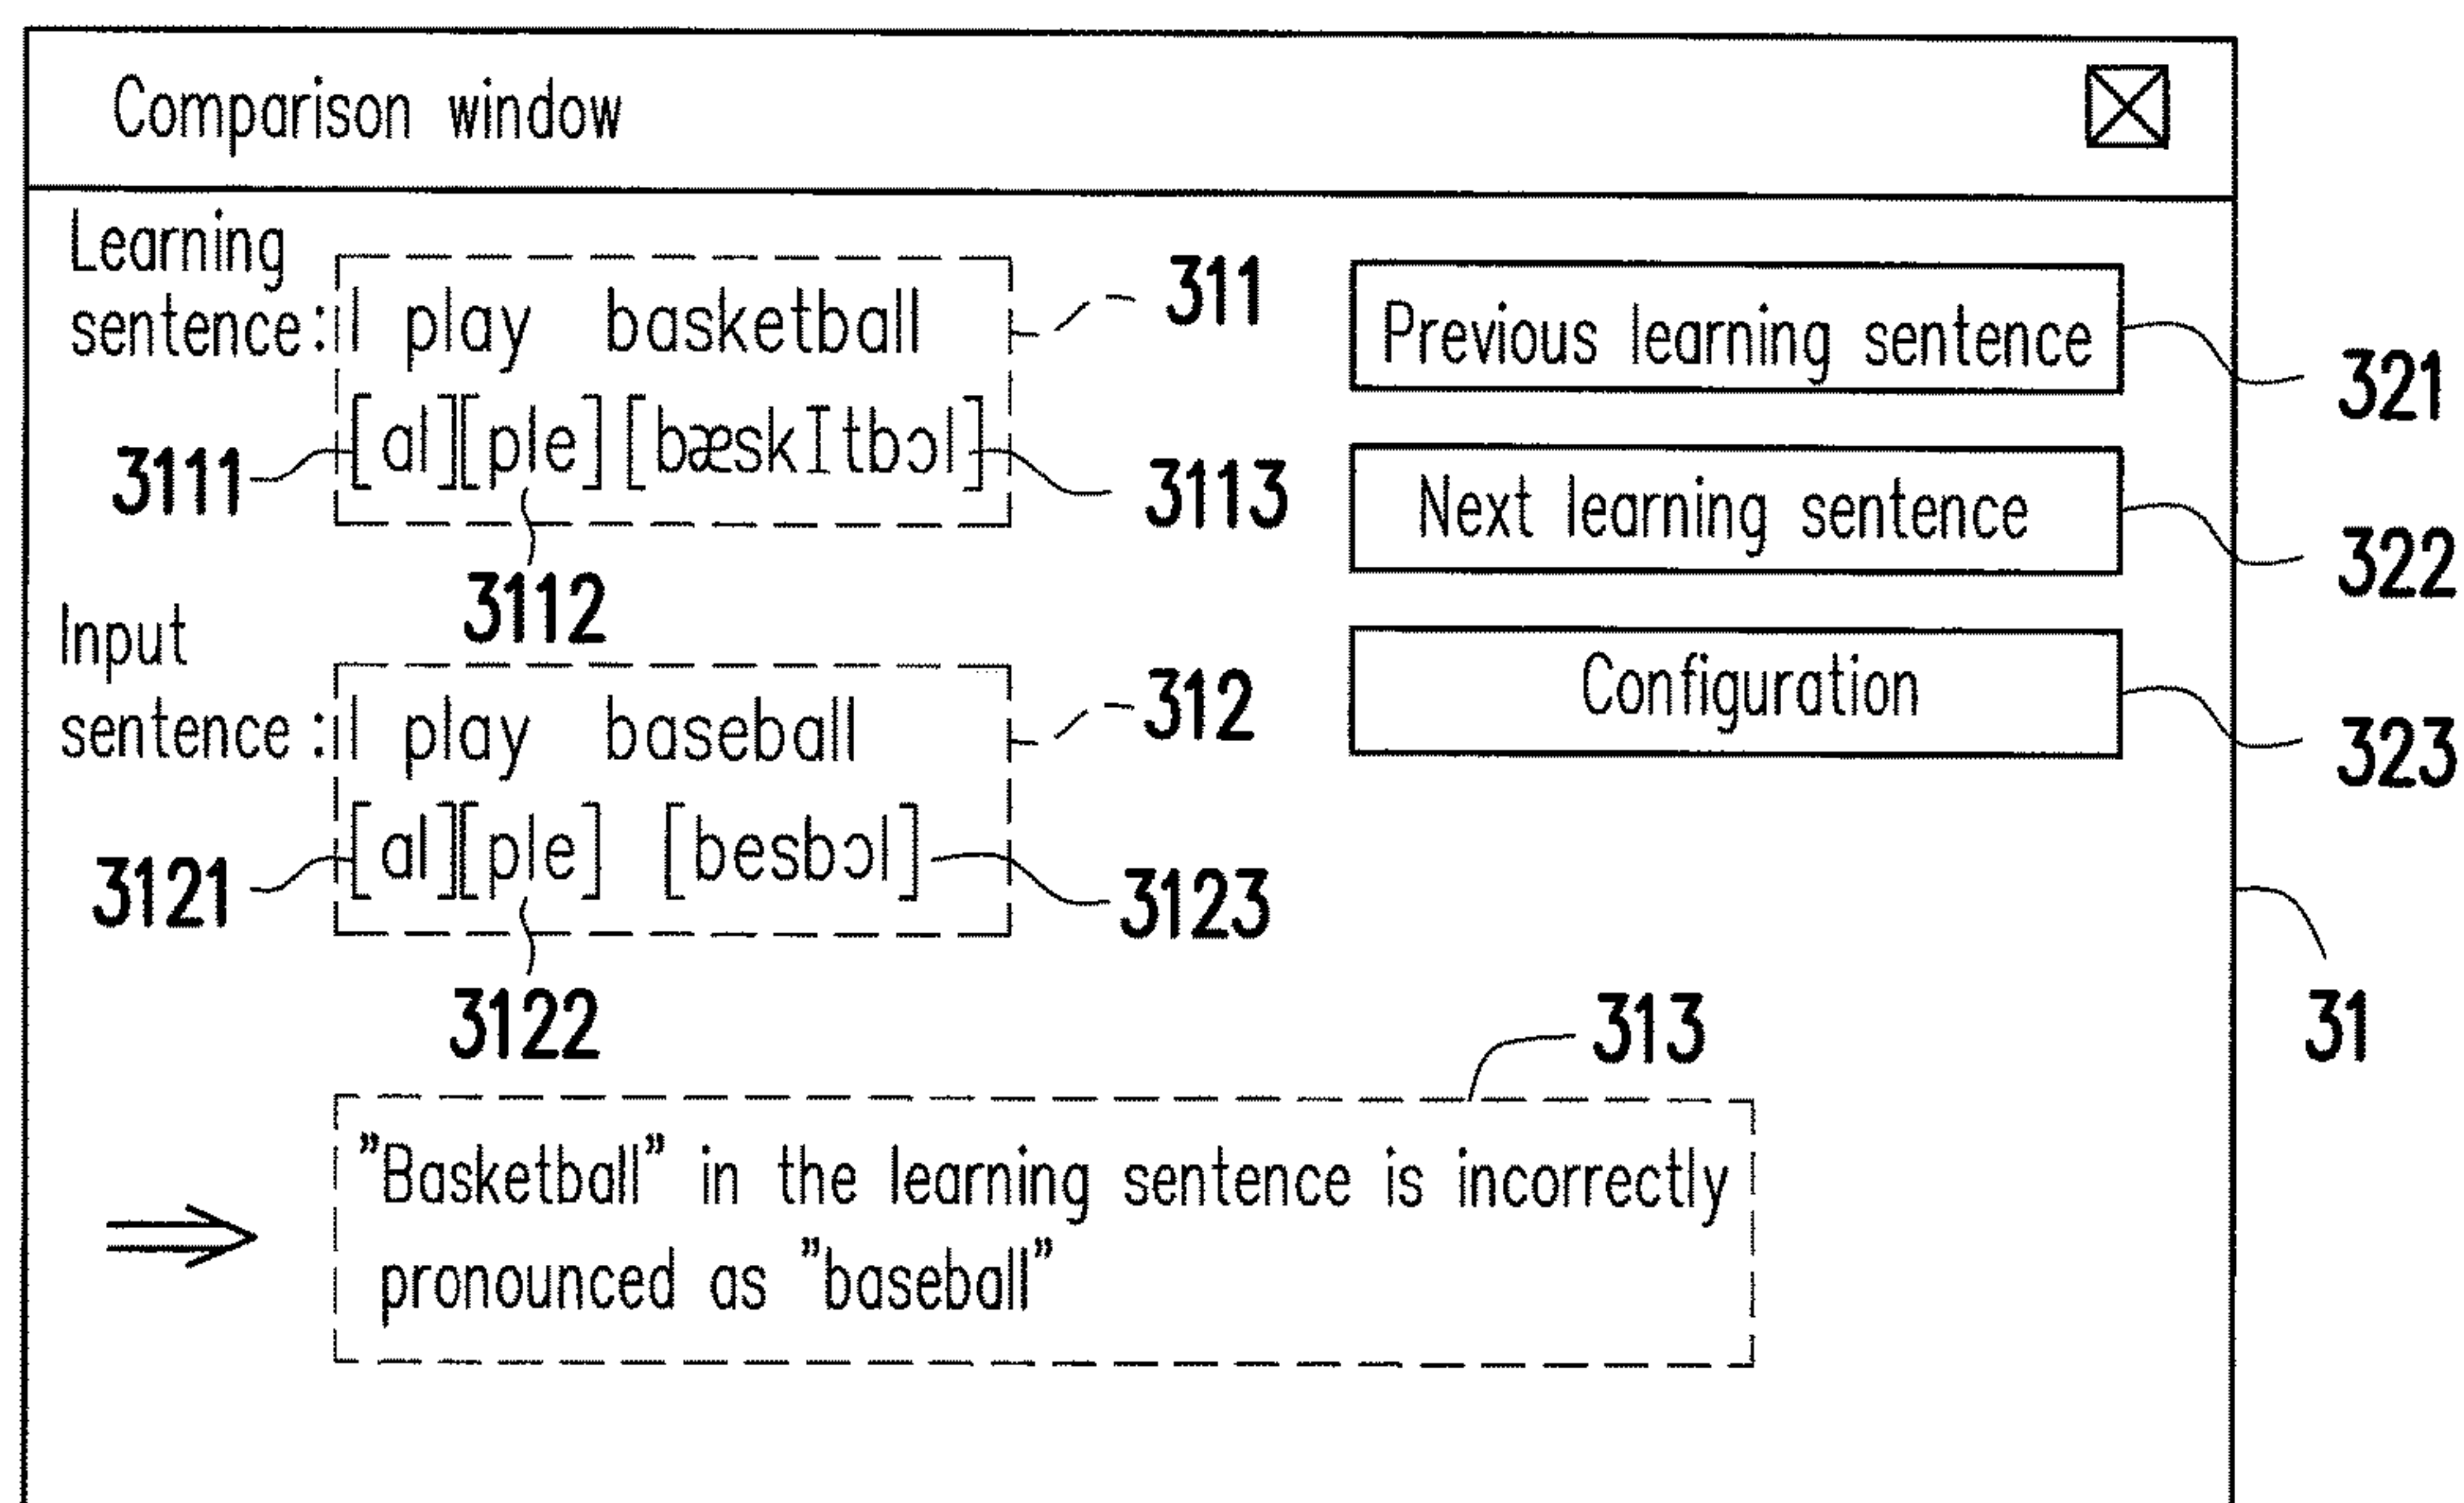 Comparison window
Learning
sentence: I play basketball
311
[aI][ple] [bæskItbɔl]
3111
3113
3112
Previous learning sentence
321
Next learning sentence
322
Configuration
323
Input
sentence: I play baseball
312
[aI][ple] [besbɔl]
3121
3123
3122
31
313
"Basketball" in the learning sentence is incorrectly
pronounced as "baseball"